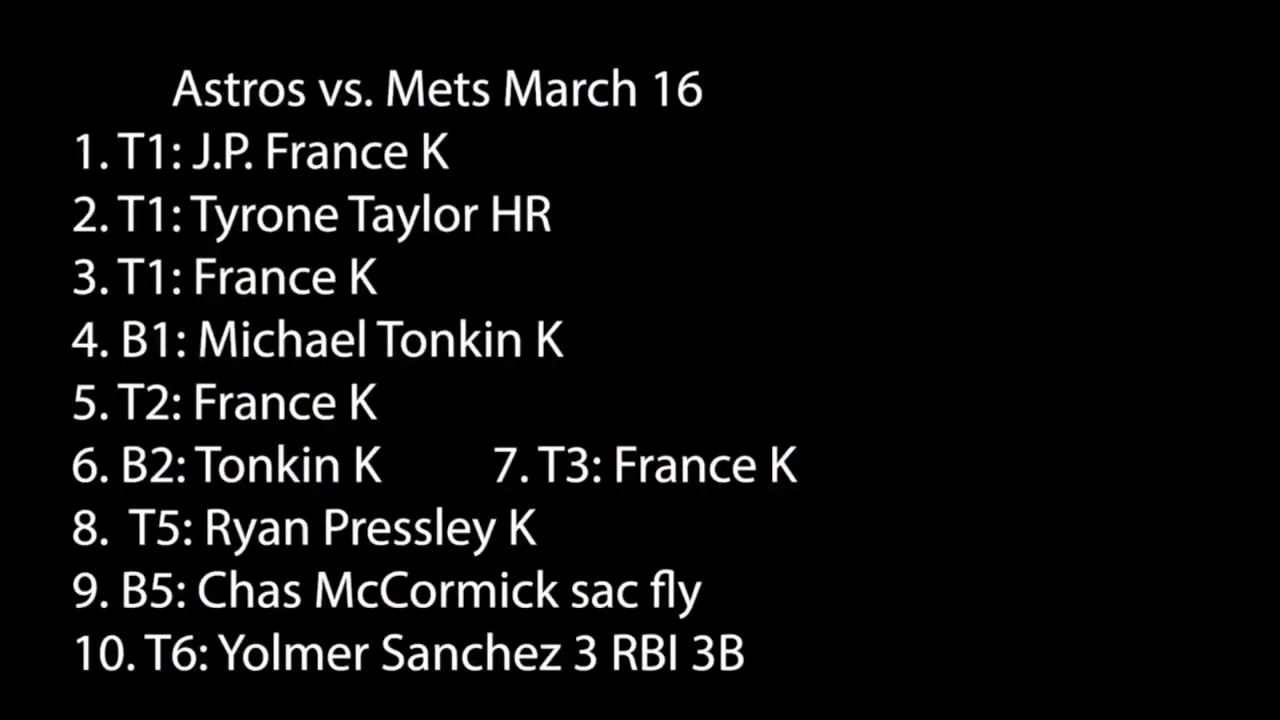 Astros vs. Mets March 16
1. T1: J.P. France K
2. T1: Tyrone Taylor HR
3. T1: France K
4. B1: Michael Tonkin K
5. T2: France K
6. B2: Tonkin K 7. T3: France K
8. T5: Ryan Pressley K
9. B5: Chas McCormick sac fly
10. T6: Yolmer Sanchez 3 RBI 3B